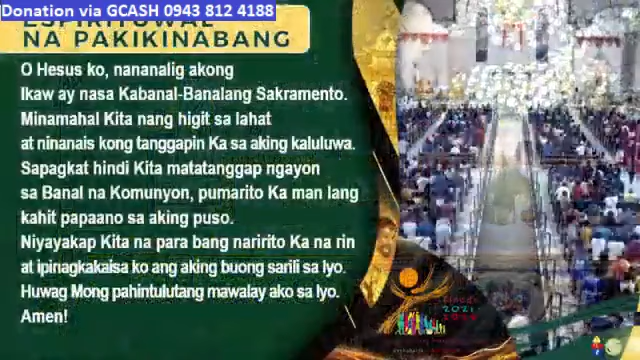 Donation via GCASH 0943 812 4188
ESPIRITUWAL
NA PAKIKINABANG
O Hesus ko, nananalig akong
Ikaw ay nasa Kabanal-Banalang Sakramento.
Minamahal Kita nang higit sa lahat
at ninanais kong tanggapin Ka sa aking kaluluwa.
Sapagkat hindi Kita matatanggap ngayon
sa Banal na Komunyon, pumarito Ka man lang
kahit papaano sa aking puso.
Niyayakap Kita na para bang naririto Ka na rin
at ipinagkakaisa ko ang aking buong sarili sa Iyo.
Huwag Mong pahintulutang mawalay ako sa Iyo.
Amen!
2021